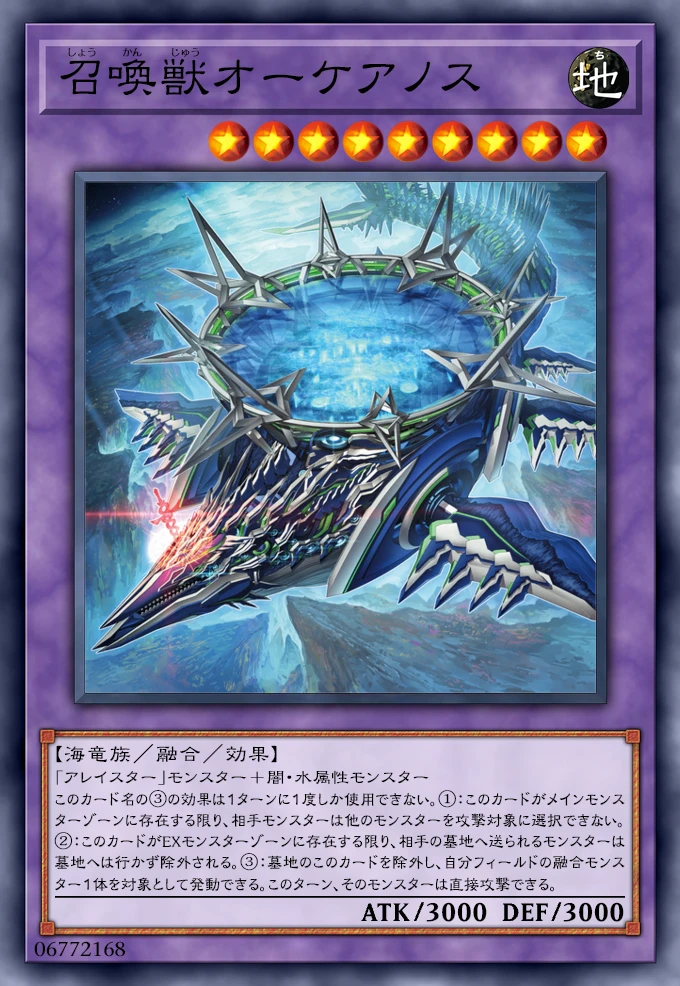 しょう かん じゅう
召喚獣オーケアノス
ち
地
【海竜族／融合／効果】
「アレイスター」モンスター＋闇・水属性モンスター
このカード名の③の効果は1ターンに1度しか使用できない。①：このカードがメインモンス
ターゾーンに存在する限り、相手モンスターは他のモンスターを攻撃対象に選択できない。
②：このカードがEXモンスターゾーンに存在する限り、相手の墓地へ送られるモンスターは
墓地へは行かず除外される。③：墓地のこのカードを除外し、自分フィールドの融合モンス
ター1体を対象として発動できる。このターン、そのモンスターは直接攻撃できる。
ATK/3000 DEF/3000
06772168